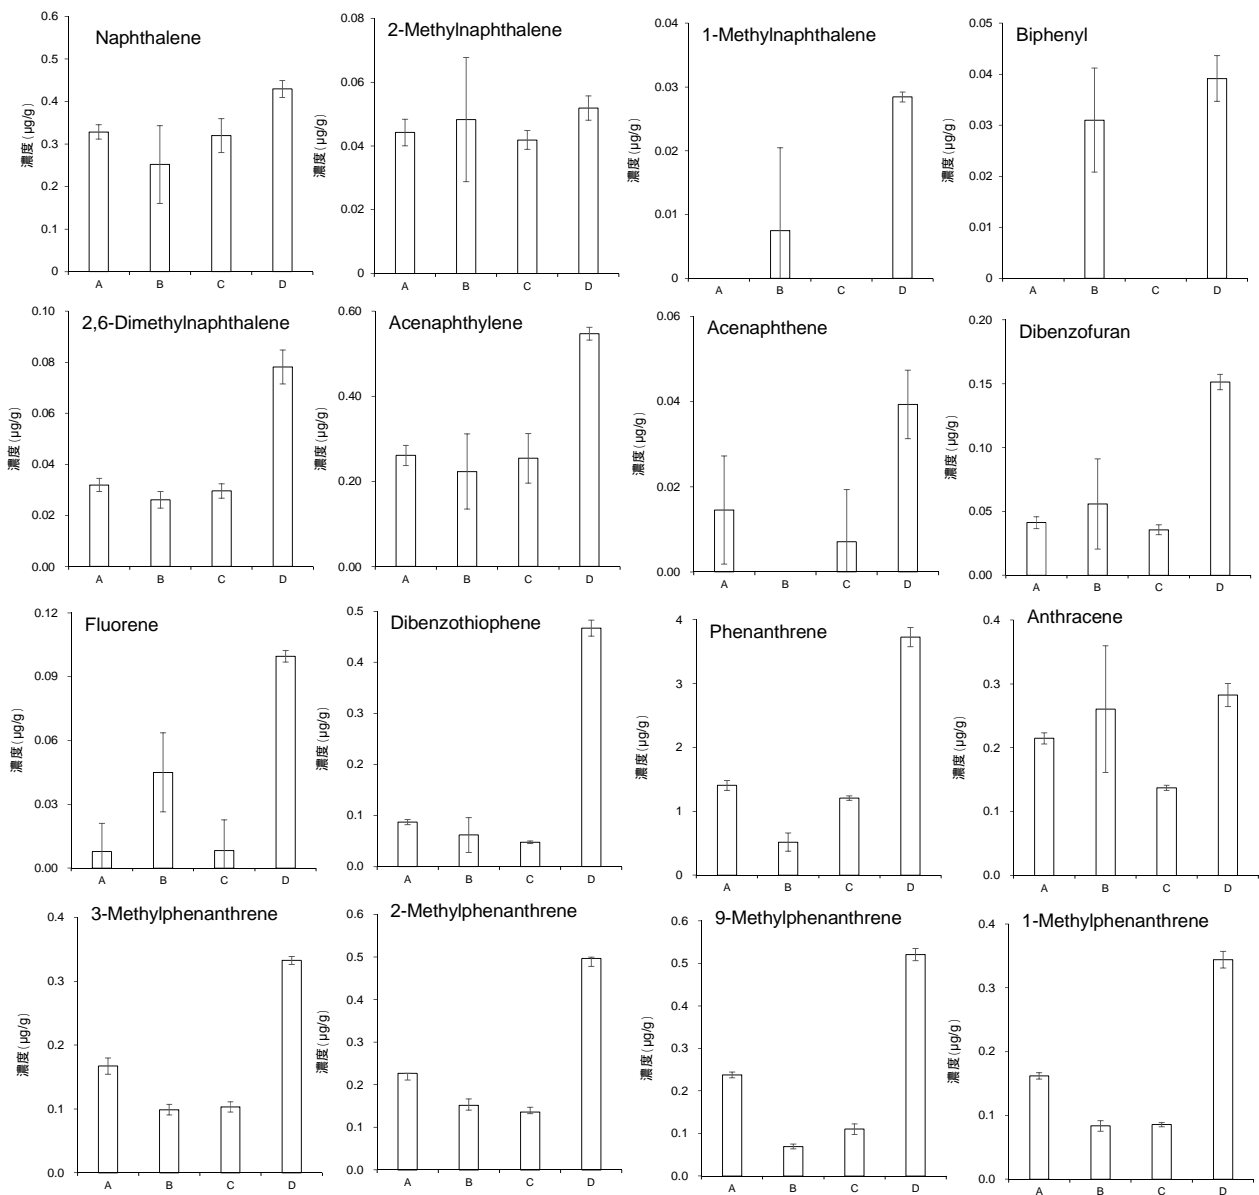 Naphthalene
0.6
0.5
0.4
0.3
0.2
0.1
0
濃度(µg/g)
A B C D
2-Methylnaphthalene
0.08
0.06
0.04
0.02
0
濃度(µg/g)
A B C D
1-Methylnaphthalene
0.04
0.03
0.02
0.01
0
濃度(µg/g)
A B C D
Biphenyl
0.05
0.04
0.03
0.02
0.01
0
濃度(µg/g)
A B C D
2,6-Dimethylnaphthalene
0.10
0.08
0.06
0.04
0.02
0.00
濃度(µg/g)
A B C D
Acenaphthylene
0.60
0.40
0.20
0.00
濃度(µg/g)
A B C D
Acenaphthene
0.06
0.04
0.02
0.00
濃度(µg/g)
A B C D
Dibenzofuran
0.20
0.15
0.10
0.05
0.00
濃度(µg/g)
A B C D
Fluorene
0.12
0.09
0.06
0.03
0.00
濃度(µg/g)
A B C D
Dibenzothiophene
0.5
0.4
0.3
0.2
0.1
0.0
濃度(µg/g)
A B C D
Phenanthrene
4
3
2
1
0
濃度(µg/g)
A B C D
Anthracene
0.4
0.3
0.2
0.1
0.0
濃度(µg/g)
A B C D
3-Methylphenanthrene
0.4
0.3
0.2
0.1
0.0
濃度(µg/g)
A B C D
2-Methylphenanthrene
0.6
0.5
0.4
0.3
0.2
0.1
0.0
濃度(µg/g)
A B C D
9-Methylphenanthrene
0.6
0.5
0.4
0.3
0.2
0.1
0.0
濃度(µg/g)
A B C D
1-Methylphenanthrene
0.4
0.3
0.2
0.1
0.0
濃度(µg/g)
A B C D